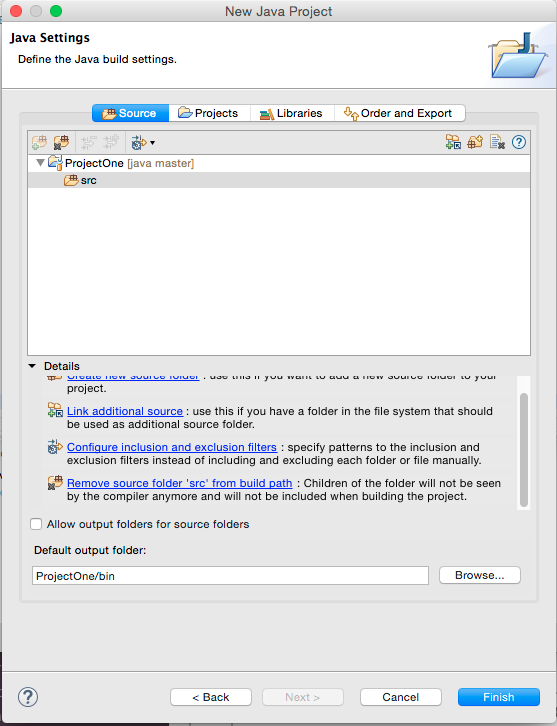 New Java Project
Java Settings
Define the Java build settings.
Source Projects Libraries Order and Export
ProjectOne [java master]
src
Details
Create new source folder : use this if you want to add a new source folder to your
project.
Link additional source : use this if you have a folder in the file system that should
be used as additional source folder.
Configure inclusion and exclusion filters : specify patterns to the inclusion and
exclusion filters instead of including and excluding each folder or file manually.
Remove source folder 'src' from build path : Children of the folder will not be seen
by the compiler anymore and will not be included when building the project.
Allow output folders for source folders
Default output folder:
ProjectOne/bin
Browse...
< Back Next > Cancel Finish